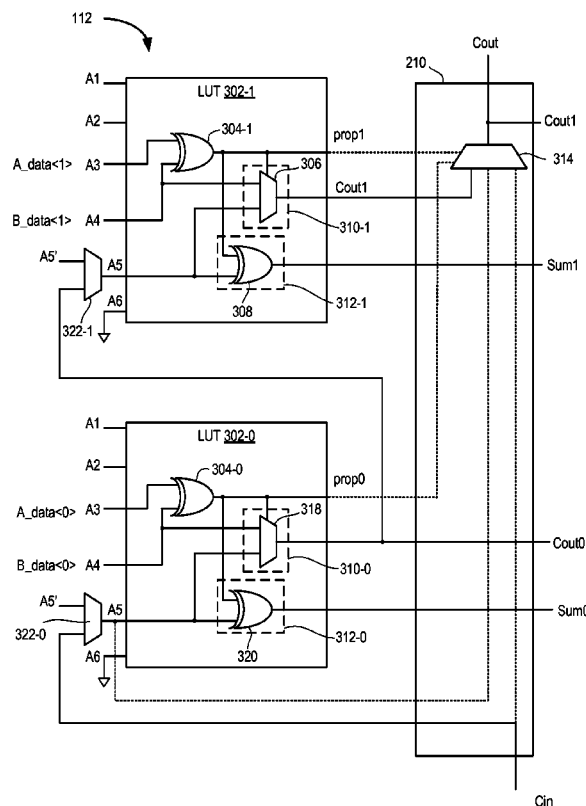 112
Cout
A1
LUT 302-1
210
A2
304-1
Cout1
prop1
A_data<1> A3
306
314
Cout1
B_data<1> A4
310-1
A5'
A5
Sum1
312-1
A6
308
322-1
A1
LUT 302-0
A2
304-0
prop0
A_data<0> A3
318
Cout0
B_data<0> A4
310-0
A5'
A5
Sum0
322-0
312-0
A6
320
Cin